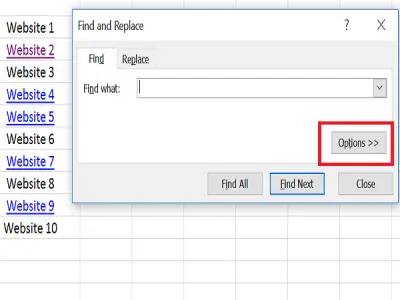 Website 1
Website 2
Website 3
Website 4
Website 5
Website 6
Website 7
Website 8
Website 9
Website 10
Find and Replace ?
Find Replace
Find what:
Options >>
Find All Find Next Close